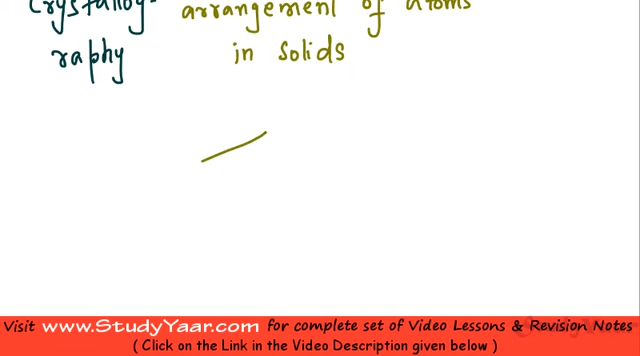 Crystallog- arrangement of atoms
raphy in solids
Visit www.StudyYaar.com for complete set of Video Lessons & Revision Notes
( Click on the Link in the Video Description given below )